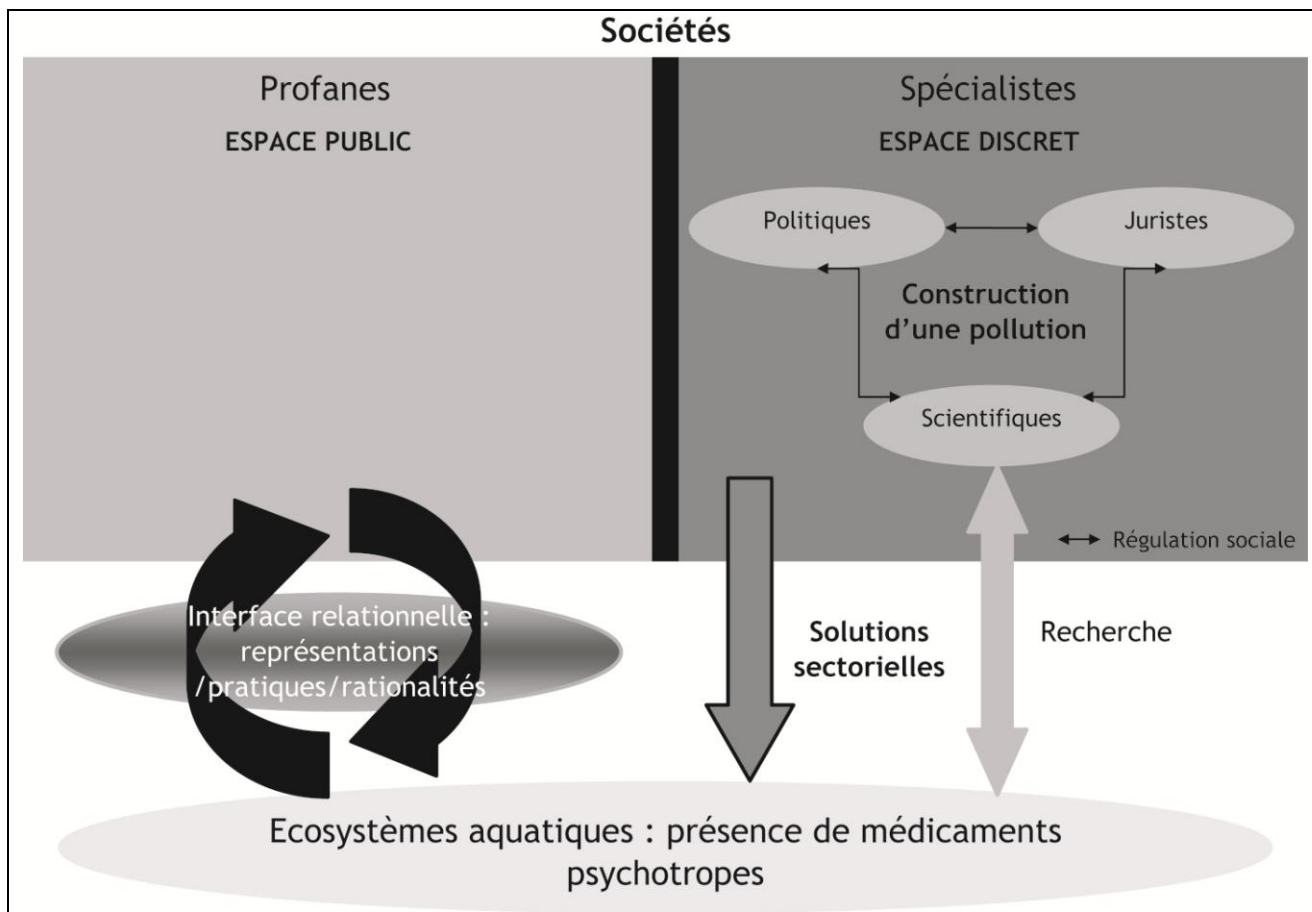 Sociétés
Profanes
ESPACE PUBLIC
Spécialistes
ESPACE DISCRET
Politiques
Juristes
Construction
d’une pollution
Scientifiques
Régulation sociale
Interface relationnelle :
représentations
/pratiques/rationalités
Solutions
sectorielles
Recherche
Ecosystèmes aquatiques : présence de médicaments
psychotropes